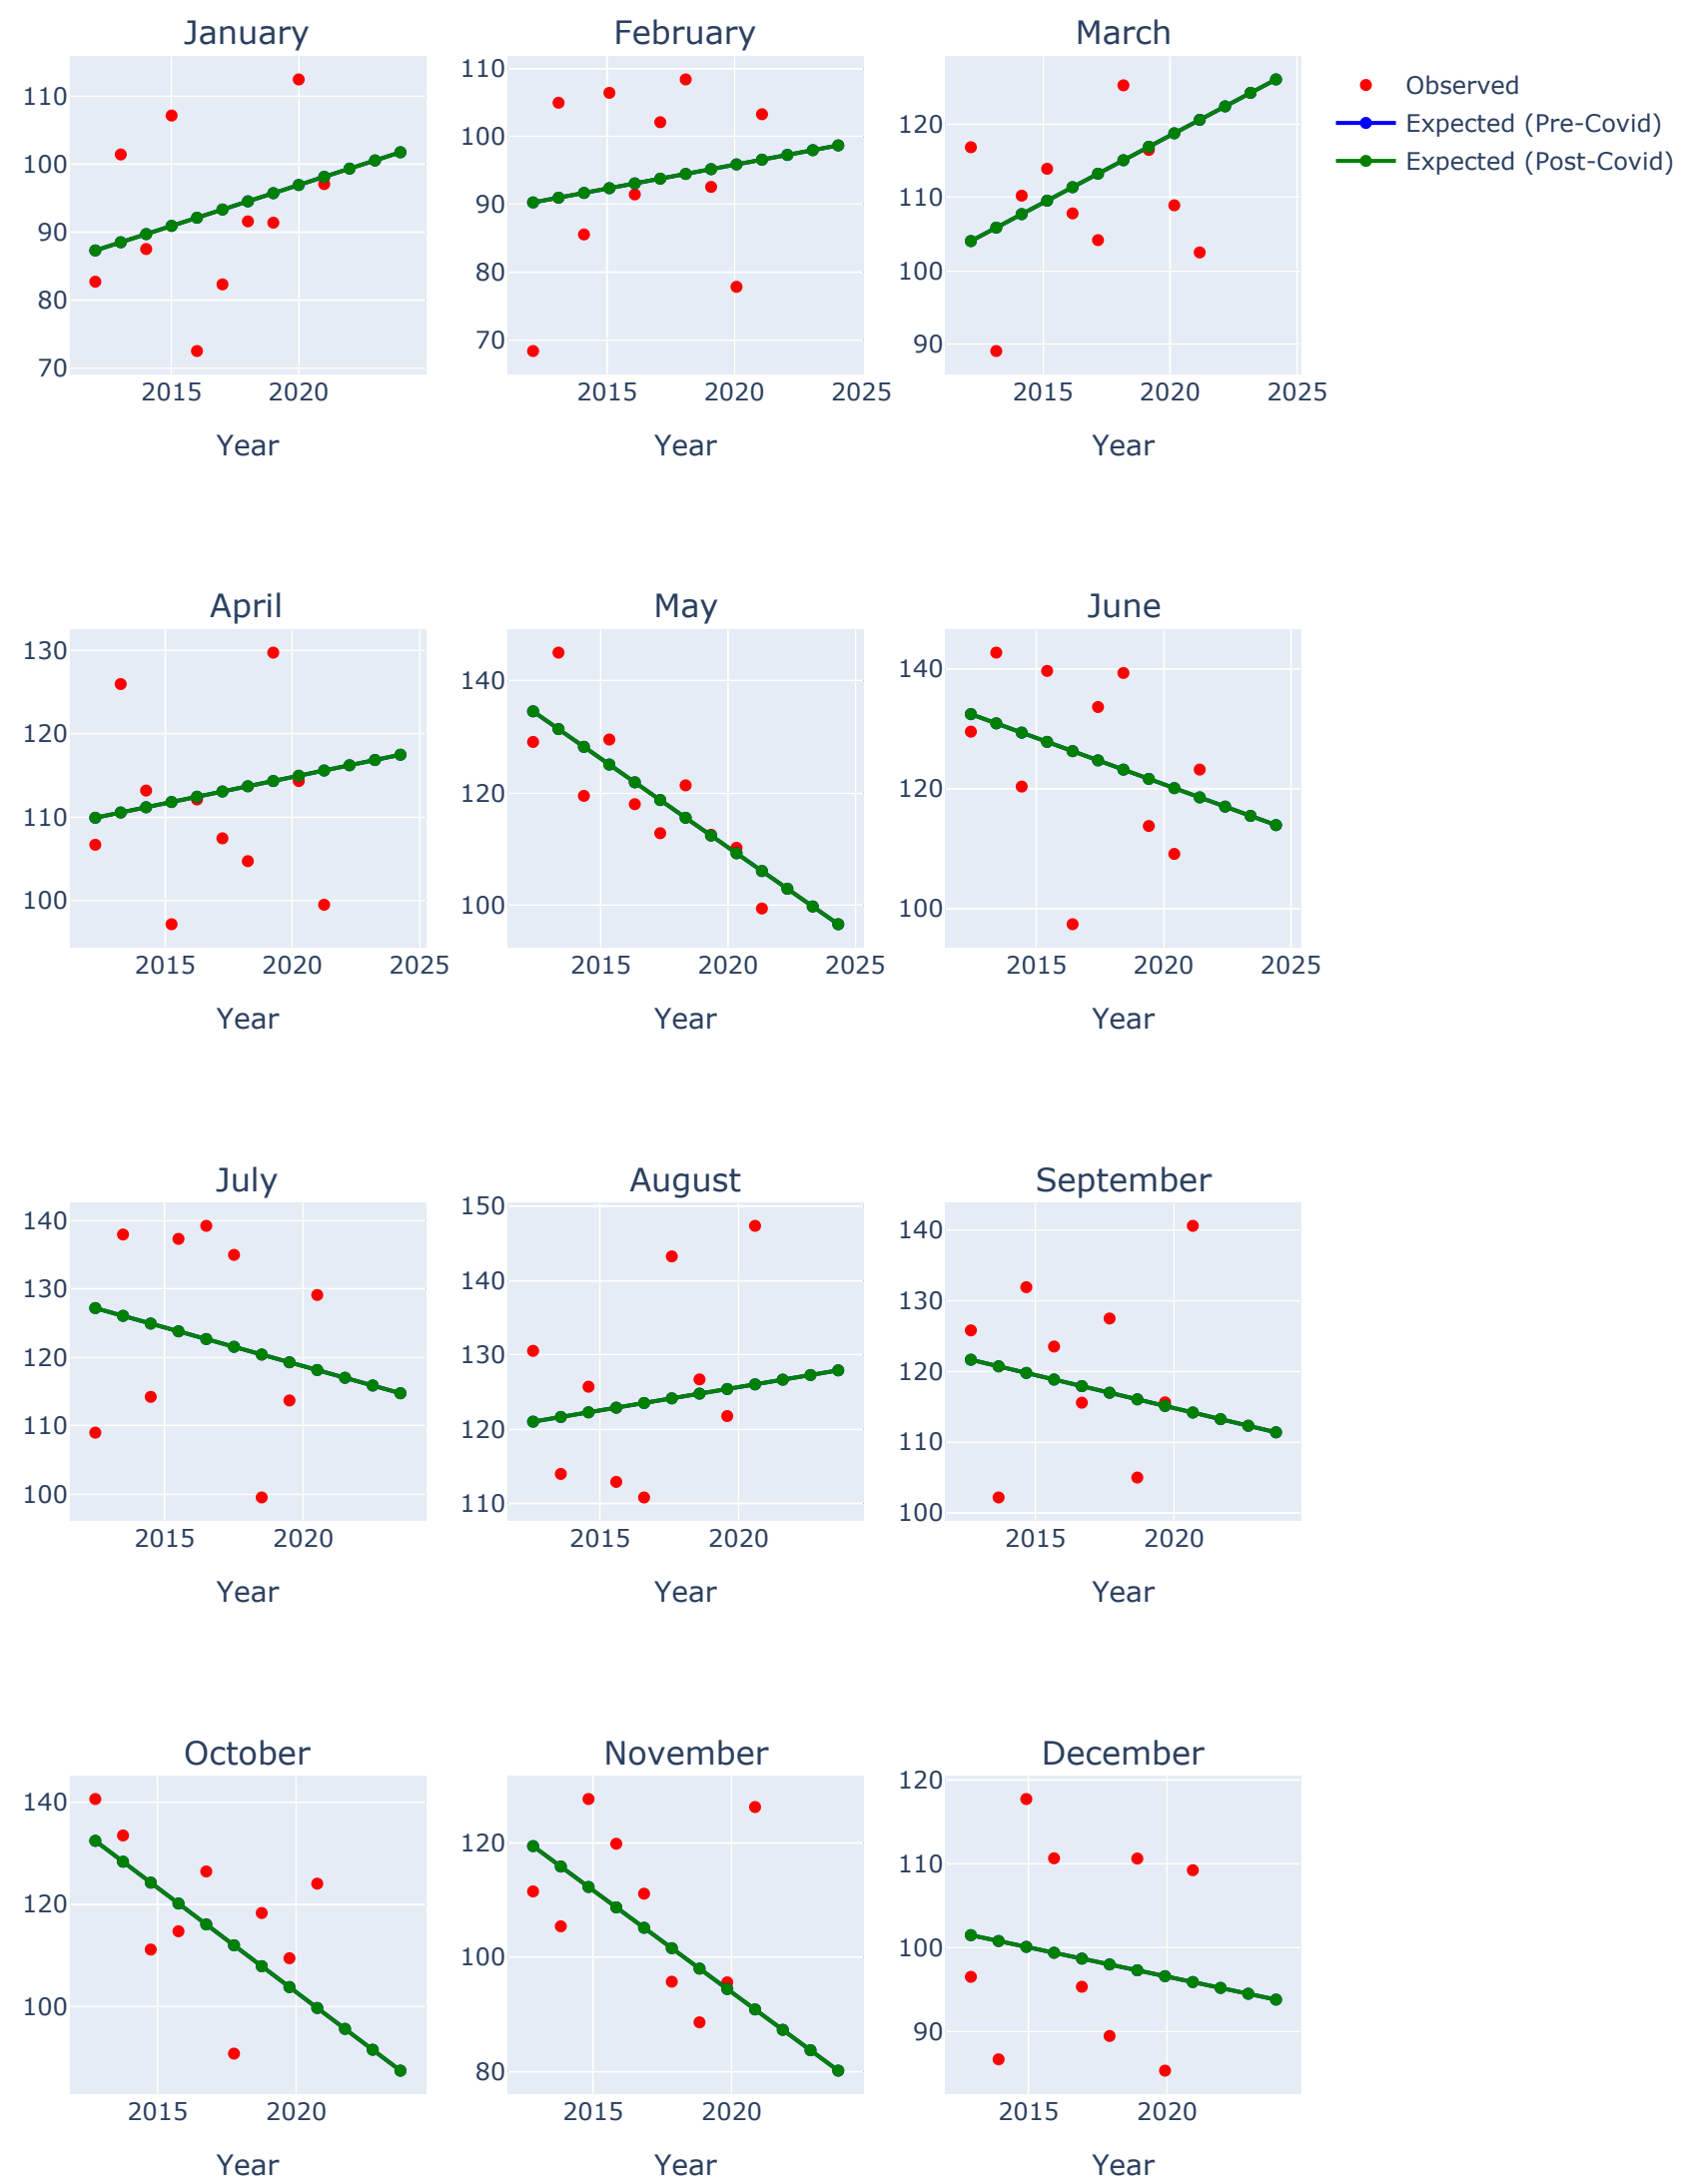 January
February
March
110
100
90
80
70
2015
2020
Year
110
100
90
80
70
2015
2020
2025
Year
120
110
100
90
2015
2020
2025
Year
Observed
Expected (Pre-Covid)
Expected (Post-Covid)
April
May
June
130
120
110
100
2015
2020
2025
Year
140
120
100
2015
2020
2025
Year
140
120
100
2015
2020
2025
Year
July
August
September
140
130
120
110
100
2015
2020
Year
150
140
130
120
110
2015
2020
Year
140
130
120
110
100
2015
2020
Year
October
November
December
140
120
100
2015
2020
Year
120
100
80
2015
2020
Year
120
110
100
90
2015
2020
Year